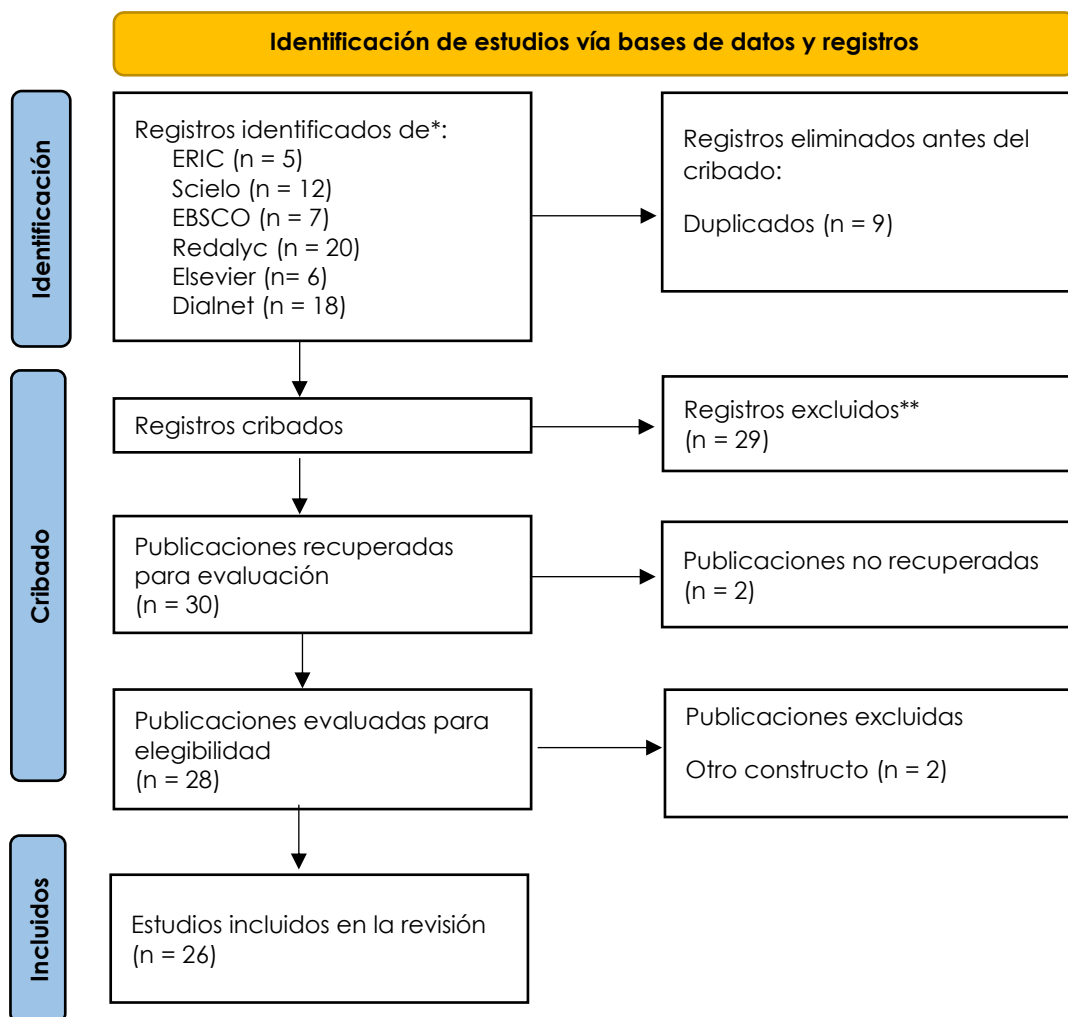 Identificación de estudios vía bases de datos y registros
Identificación
Registros identificados de*:
ERIC (n = 5)
Scielo (n = 12)
EBSCO (n = 7)
Redalyc (n = 20)
Elsevier (n= 6)
Dialnet (n = 18)
Registros eliminados antes del
cribado:
Duplicados (n = 9)
Cribado
Registros cribados
Registros excluidos**
(n = 29)
Publicaciones recuperadas
para evaluación
(n = 30)
Publicaciones no recuperadas
(n = 2)
Publicaciones evaluadas para
elegibilidad
(n = 28)
Publicaciones excluidas
Otro constructo (n = 2)
Incluidos
Estudios incluidos en la revisión
(n = 26)